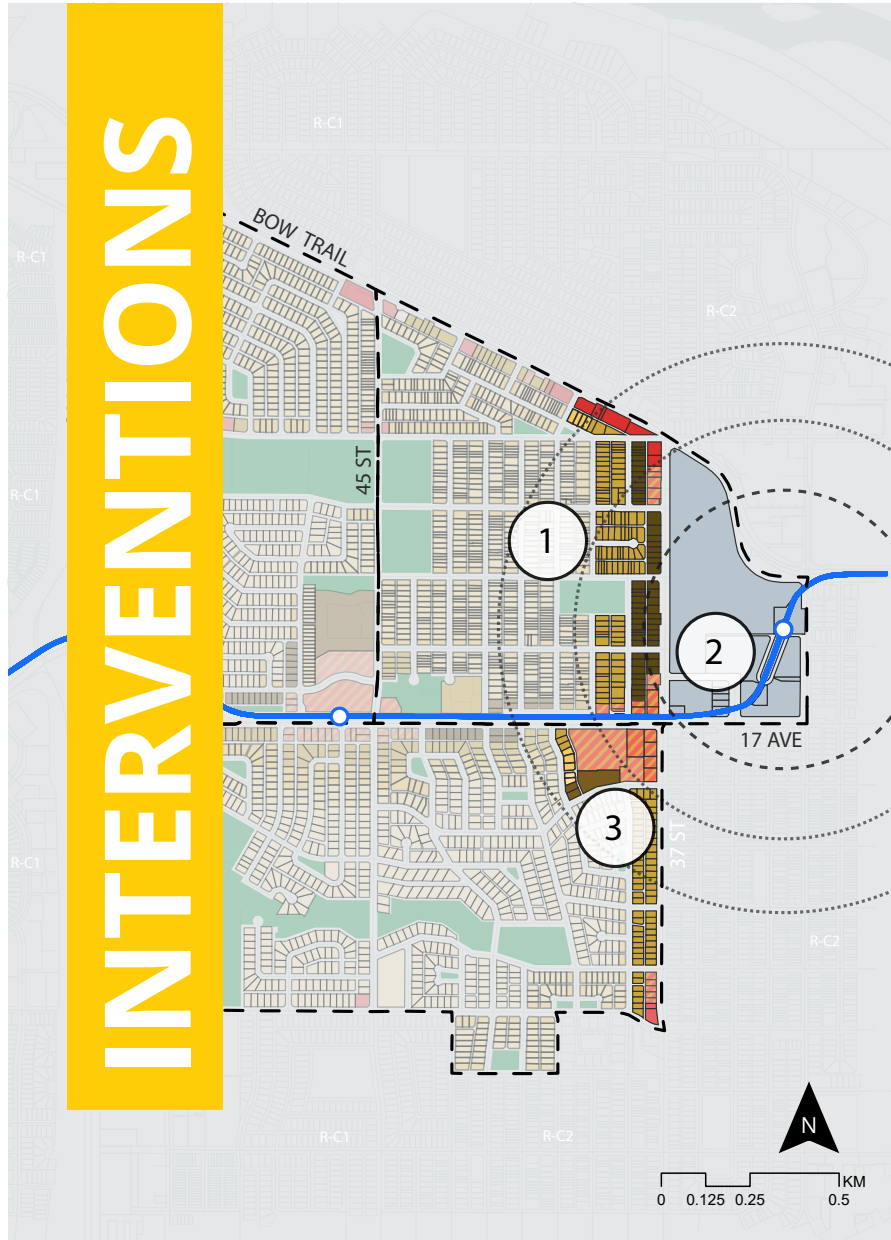 INTERVENTIONS
R-C1
BOW TRAIL
R-C1
R-C2
45 ST
R-C1
1
2
17 AVE
3
37 ST
R-C1
R-C2
R-C1
R-C2
N
KM
0 0.125 0.25 0.5